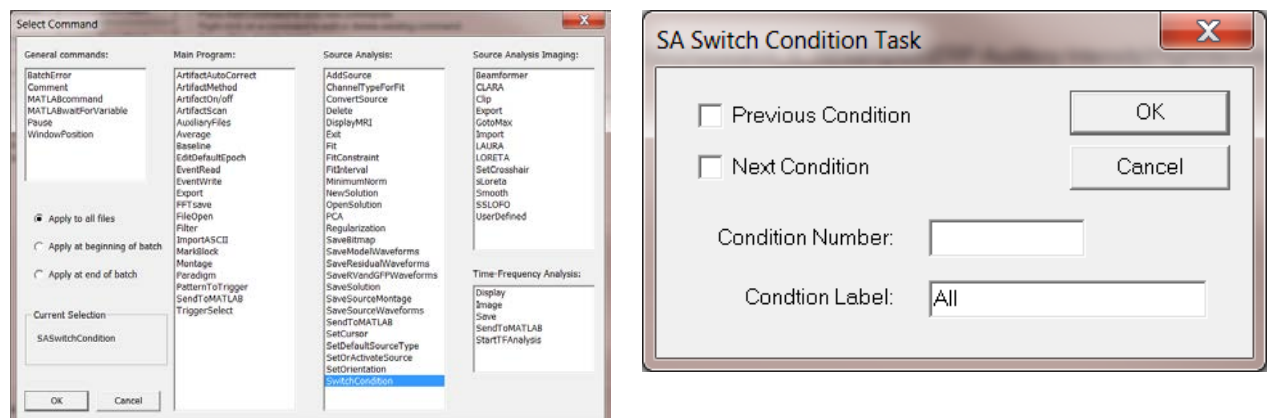 Select Command
General commands:
BatchError
Comment
MATLABcommand
MATLABwaitForVariable
Pause
WindowPosition
Apply to all files
Apply at beginning of batch
Apply at end of batch
Current Selection
SASwitchCondition
OK
Cancel
Main Program:
ArtifactAutoCorrect
ArtifactMethod
ArtifactOn/off
ArtifactScan
AuxiliaryFiles
Average
Baseline
EditDefaultEpoch
EventRead
EventWrite
Export
FFTsave
FileOpen
Filter
ImportASCII
MarkBlock
Montage
Paradigm
PatternToTrigger
SendToMATLAB
TriggerSelect
Source Analysis:
AddSource
ChannelTypeForFit
ConvertSource
Delete
DisplayMRI
Exit
Fit
FitConstraint
FitInterval
MinimumNorm
NewSolution
OpenSolution
PCA
Regularization
SaveBitmap
SaveModelWaveforms
SaveResidualWaveforms
SaveRVandGFPWaveforms
SaveSolution
SaveSourceMontage
SaveSourceWaveforms
SendToMATLAB
SetCursor
SetDefaultSourceType
SetOrActivateSource
SetOrientation
SwitchCondition
Source Analysis Imaging:
Beamformer
CLARA
Clip
Export
GotoMax
Import
LAURA
LORETA
SetCrosshair
sLoreta
Smooth
SSLOFO
UserDefined
Time-Frequency Analysis:
Display
Image
Save
SendToMATLAB
StartTFAnalysis
SA Switch Condition Task
Previous Condition
OK
Next Condition
Cancel
Condition Number:
Condtion Label: All